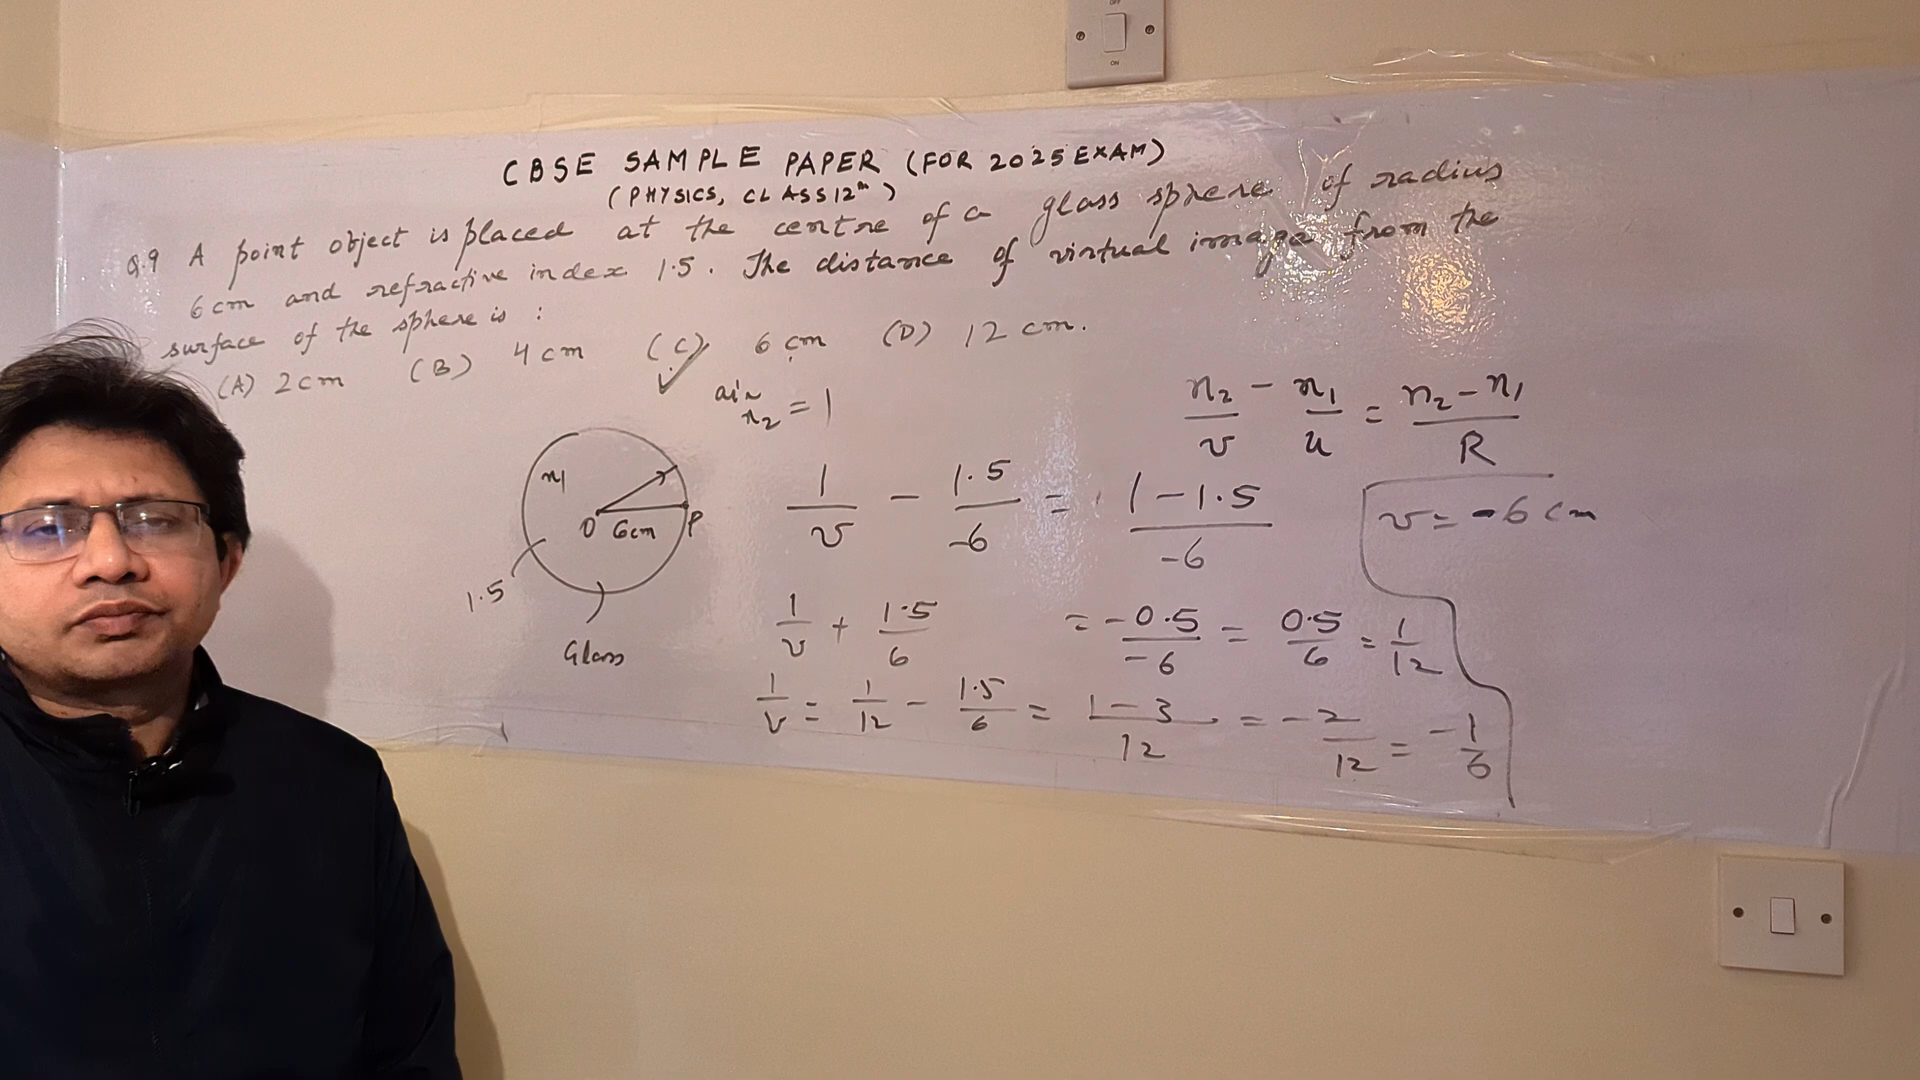 OFF
ON
CBSE SAMPLE PAPER (FOR 2025 EXAM)
(PHYSICS, CLASS 12th)
Q.9 A point object is placed at the centre of a glass sphere of radius
6cm and refractive index 1.5. The distance of virtual image from the
surface of the sphere is :
(A) 2cm (B) 4cm (C) 6cm (D) 12cm.
air
n2 = 1
n2/v - n1/u = n2-n1/R
n1
O 6cm P
1.5
Glass
1/v - 1.5/-6 = 1-1.5/-6
v = -6cm
1/v + 1.5/6 = -0.5/-6 = 0.5/6 = 1/12
1/v = 1/12 - 1.5/6 = 1-3/12 = -2/12 = -1/6